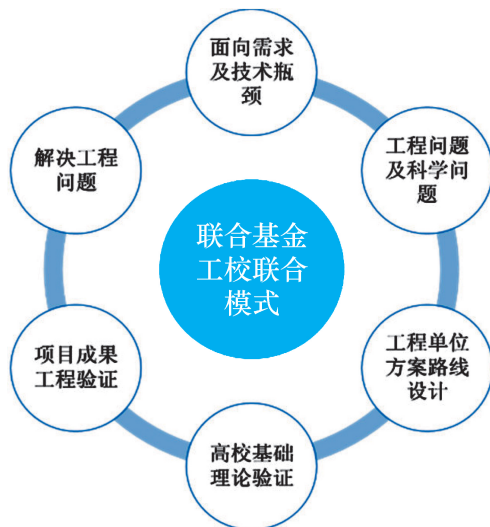 面向需求
及技术瓶
颈
工程问题
及科学问
题
工程单位
方案路线
设计
高校基础
理论验证
项目成果
工程验证
解决工程
问题
联合基金
工校联合
模式